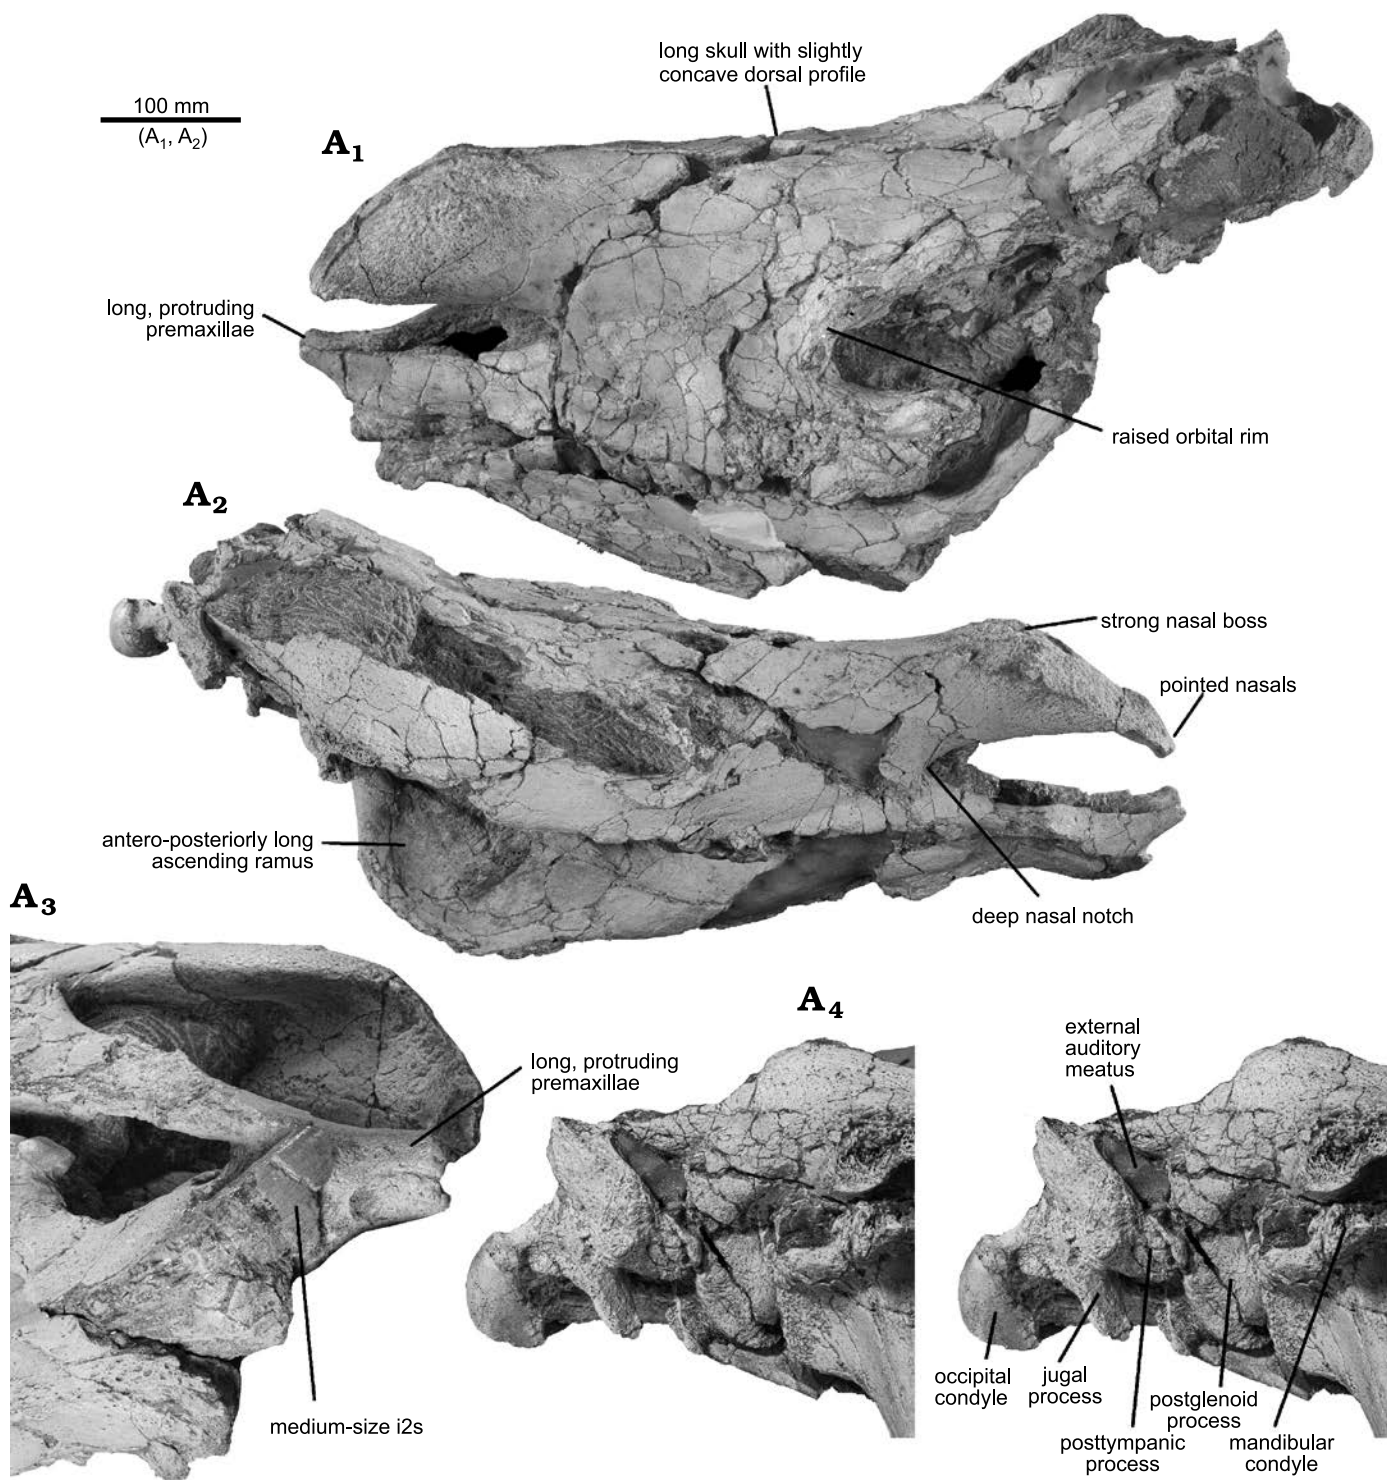 long skull with slightly
concave dorsal profile
100 mm
(A1, A2)
A1
long, protruding
premaxillae
raised orbital rim
A2
strong nasal boss
pointed nasals
antero-posteriorly long
ascending ramus
deep nasal notch
A3
A4
long, protruding
premaxillae
external
auditory
meatus
medium-size i2s
occipital
condyle
jugal
process
posttympanic
process
postglenoid
process
mandibular
condyle